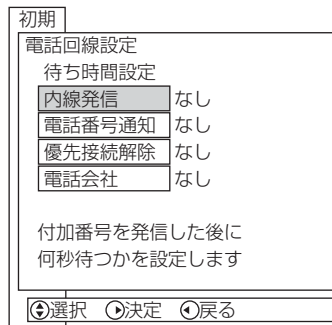 初期
電話回線設定
待ち時間設定
内線発信 なし
電話番号通知 なし
優先接続解除 なし
電話会社 なし
付加番号を発信した後に
何秒待つかを設定します
選択 決定 戻る